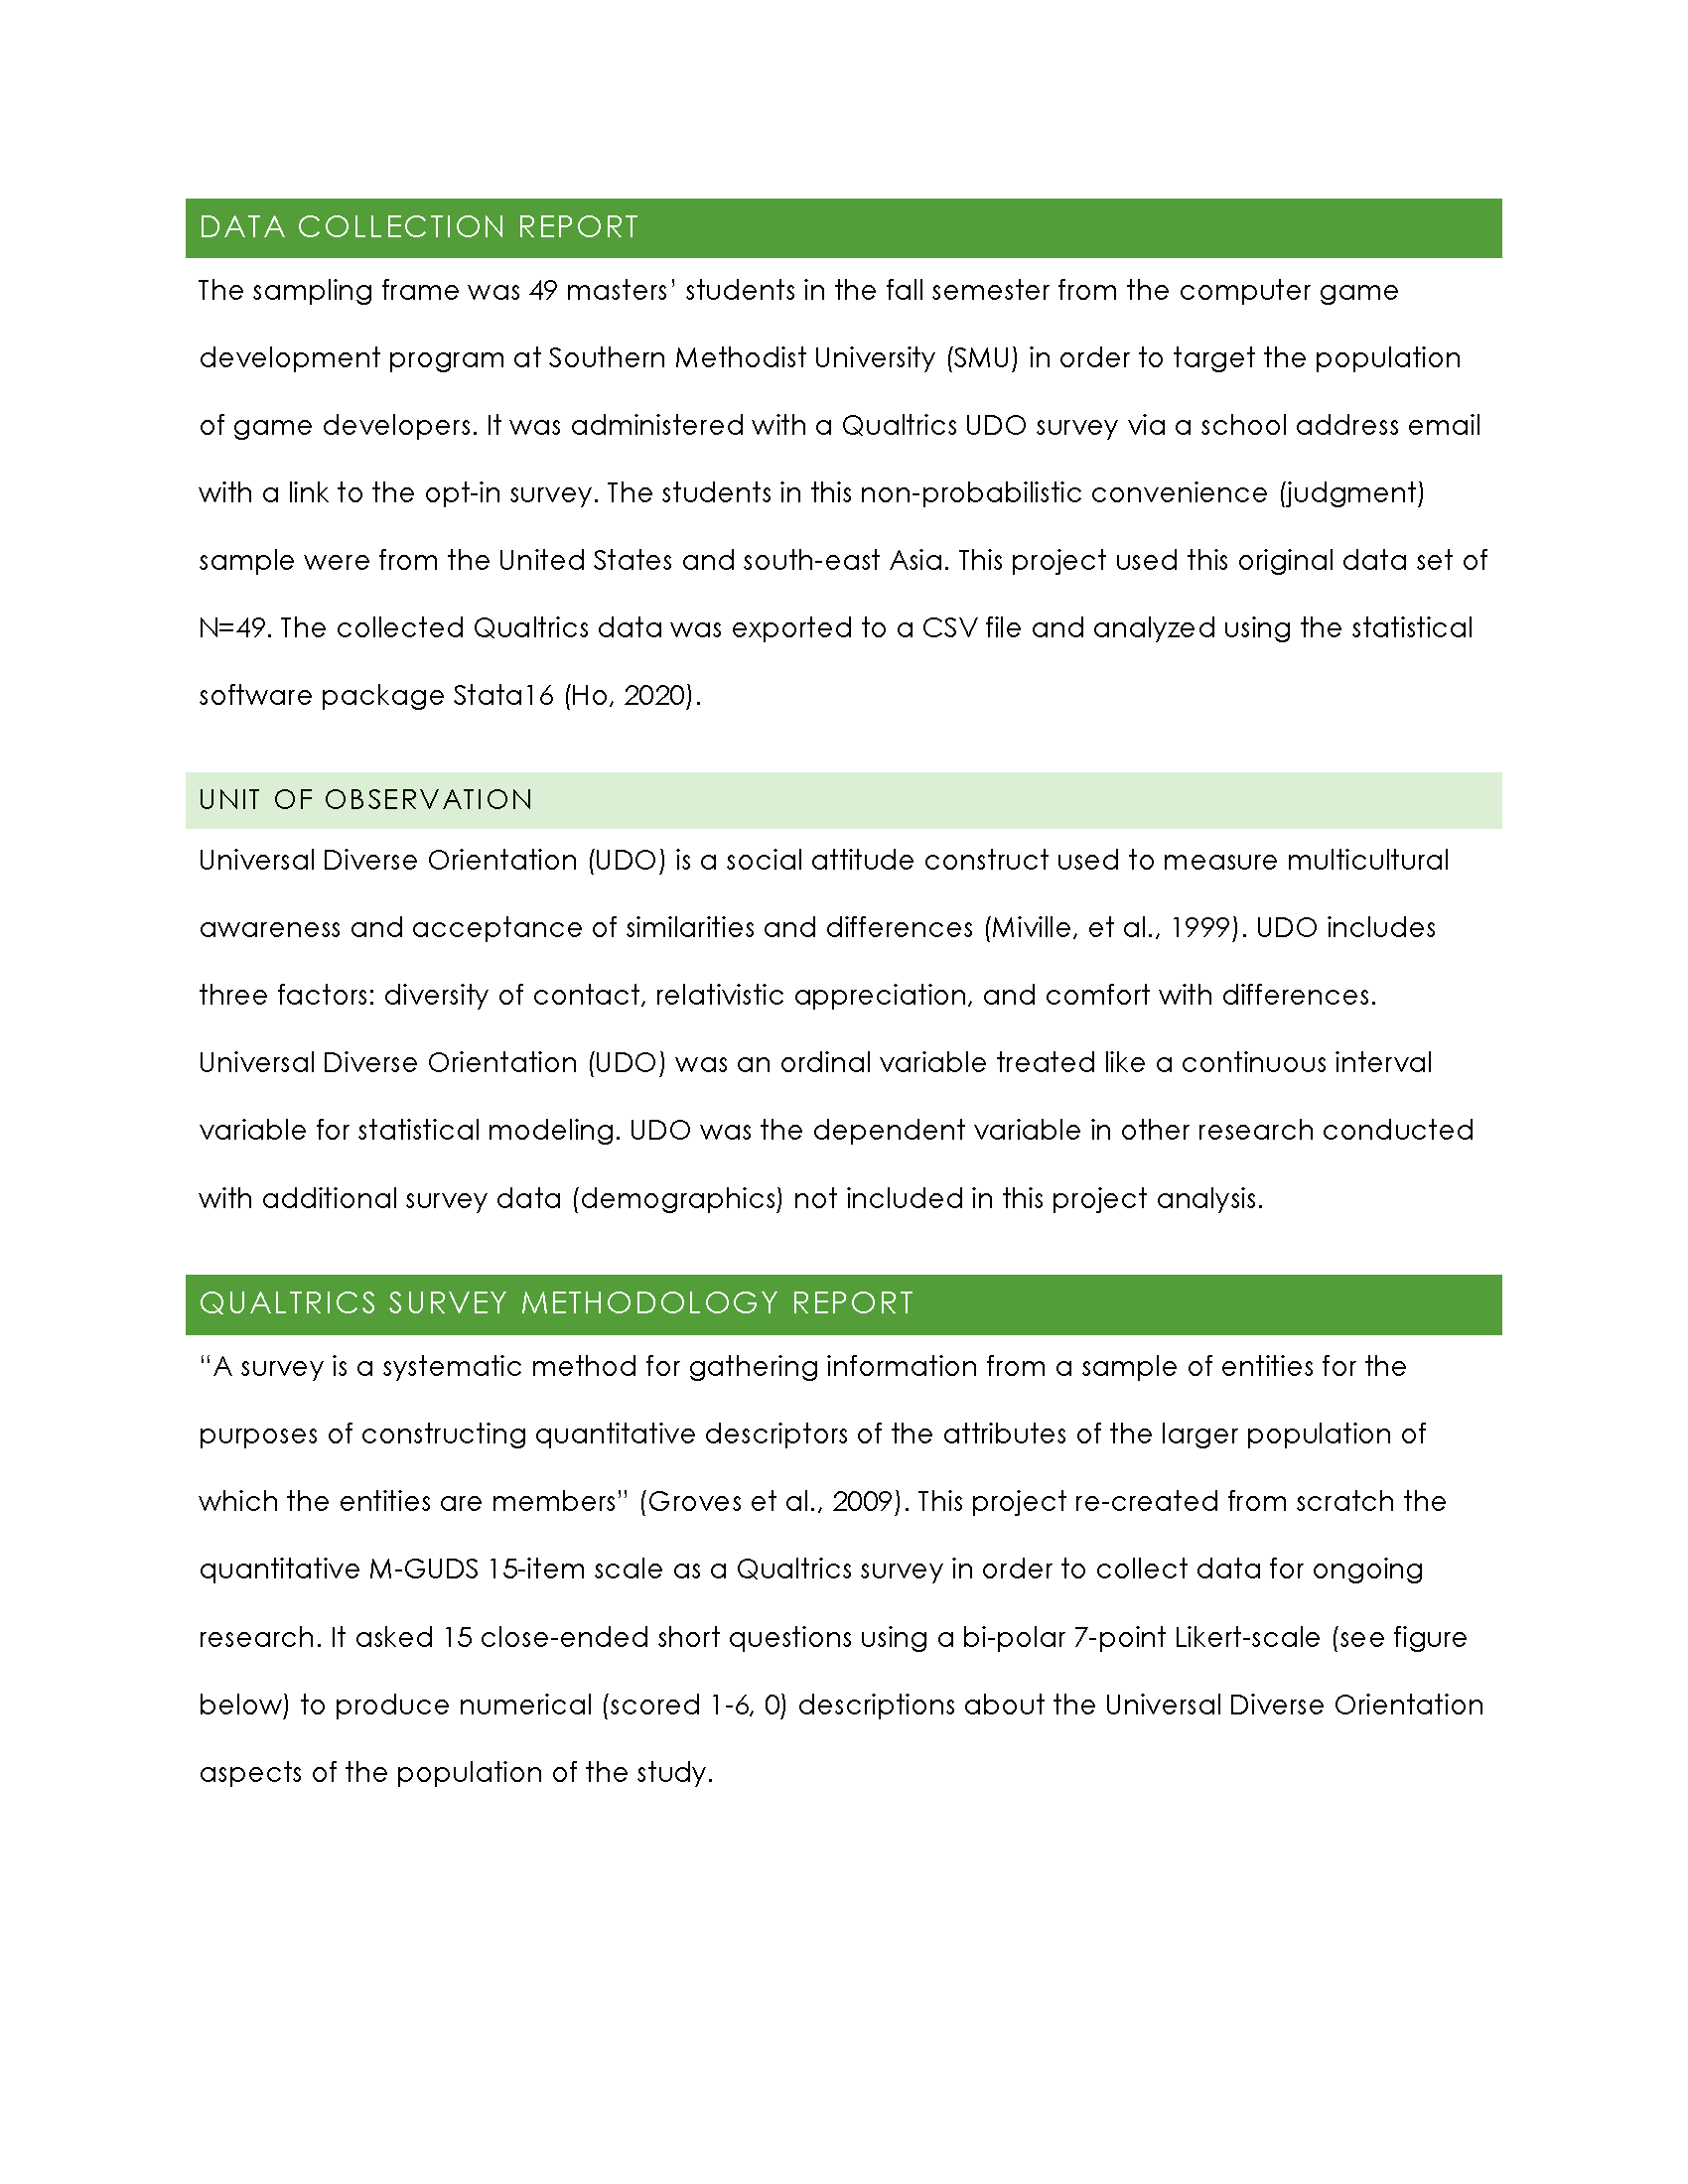 DATA COLLECTION REPORT
The sampling frame was 49 masters’ students in the fall semester from the computer game
development program at Southern Methodist University (SMU) in order to target the population
of game developers. It was administered with a Qualtrics UDO survey via a school address email
with a link to the opt-in survey. The students in this non-probabilistic convenience (judgment)
sample were from the United States and south-east Asia. This project used this original data set of
N=49. The collected Qualtrics data was exported to a CSV file and analyzed using the statistical
software package Stata16 (Ho, 2020).
UNIT OF OBSERVATION
Universal Diverse Orientation (UDO) is a social attitude construct used to measure multicultural
awareness and acceptance of similarities and differences (Miville, et al., 1999). UDO includes
three factors: diversity of contact, relativistic appreciation, and comfort with differences.
Universal Diverse Orientation (UDO) was an ordinal variable treated like a continuous interval
variable for statistical modeling. UDO was the dependent variable in other research conducted
with additional survey data (demographics) not included in this project analysis.
QUALTRICS SURVEY METHODOLOGY REPORT
“A survey is a systematic method for gathering information from a sample of entities for the
purposes of constructing quantitative descriptors of the attributes of the larger population of
which the entities are members” (Groves et al., 2009). This project re-created from scratch the
quantitative M-GUDS 15-item scale as a Qualtrics survey in order to collect data for ongoing
research. It asked 15 close-ended short questions using a bi-polar 7-point Likert-scale (see figure
below) to produce numerical (scored 1-6, 0) descriptions about the Universal Diverse Orientation
aspects of the population of the study.